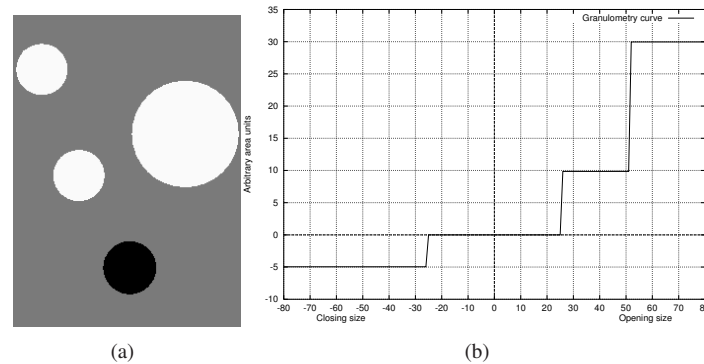 Granulometry curve
Arbitrary area units
35
30
25
20
15
10
5
0
-5
-10
-80 -70 -60 -50 -40 -30 -20 -10 0 10 20 30 40 50 60 70 80
Closing size Opening size
(a) (b)